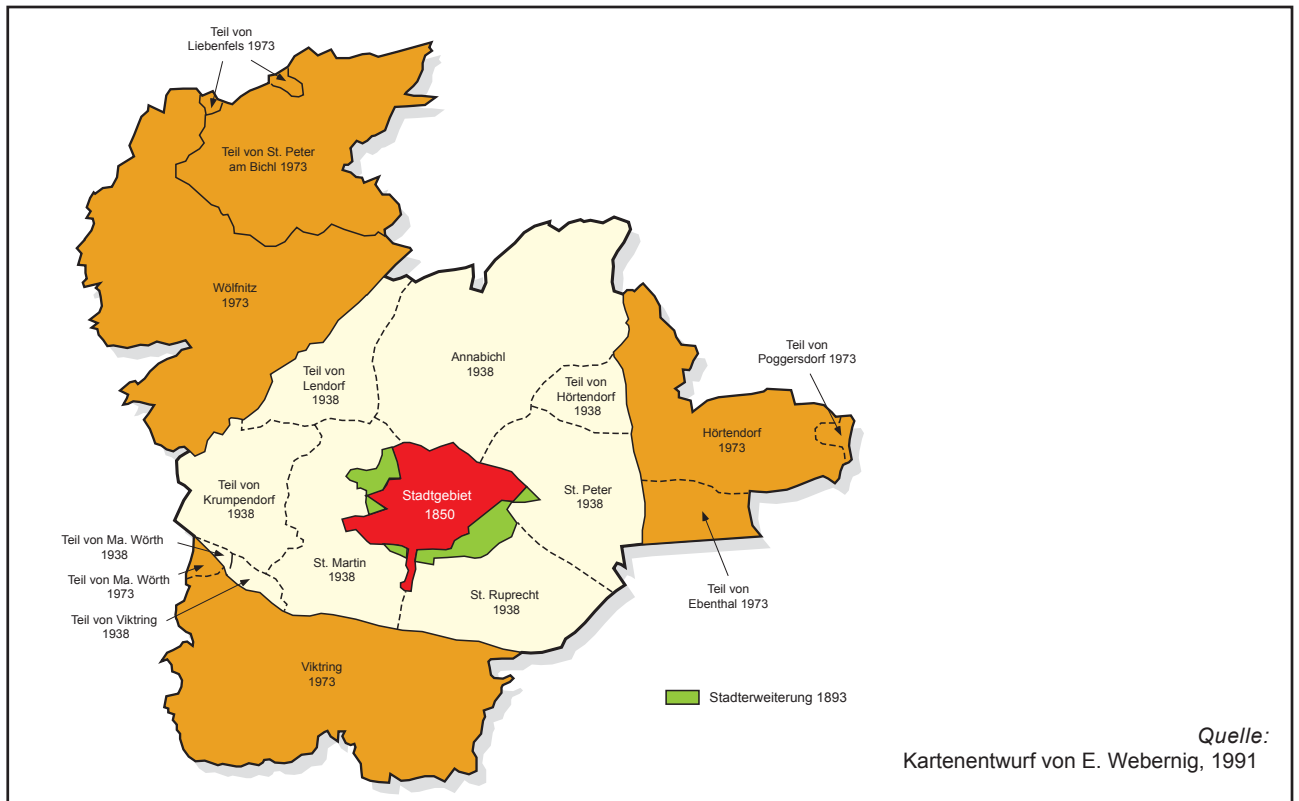 Teil von
Liebenfels 1973
Teil von St. Peter
am Bichl 1973
Wölfnitz
1973
Teil von
Lendorf
1938
Annabichl
1938
Teil von
Hörtendorf
1938
Teil von
Poggersdorf 1973
Hörtendorf
1973
Teil von
Krumpendorf
1938
Stadtgebiet
1850
St. Peter
1938
Teil von Ma. Wörth
1938
Teil von Ma. Wörth
1973
Teil von Viktring
1938
St. Martin
1938
St. Ruprecht
1938
Teil von
Ebenthal 1973
Viktring
1973
Stadterweiterung 1893
Quelle:
Kartenentwurf von E. Webernig, 1991